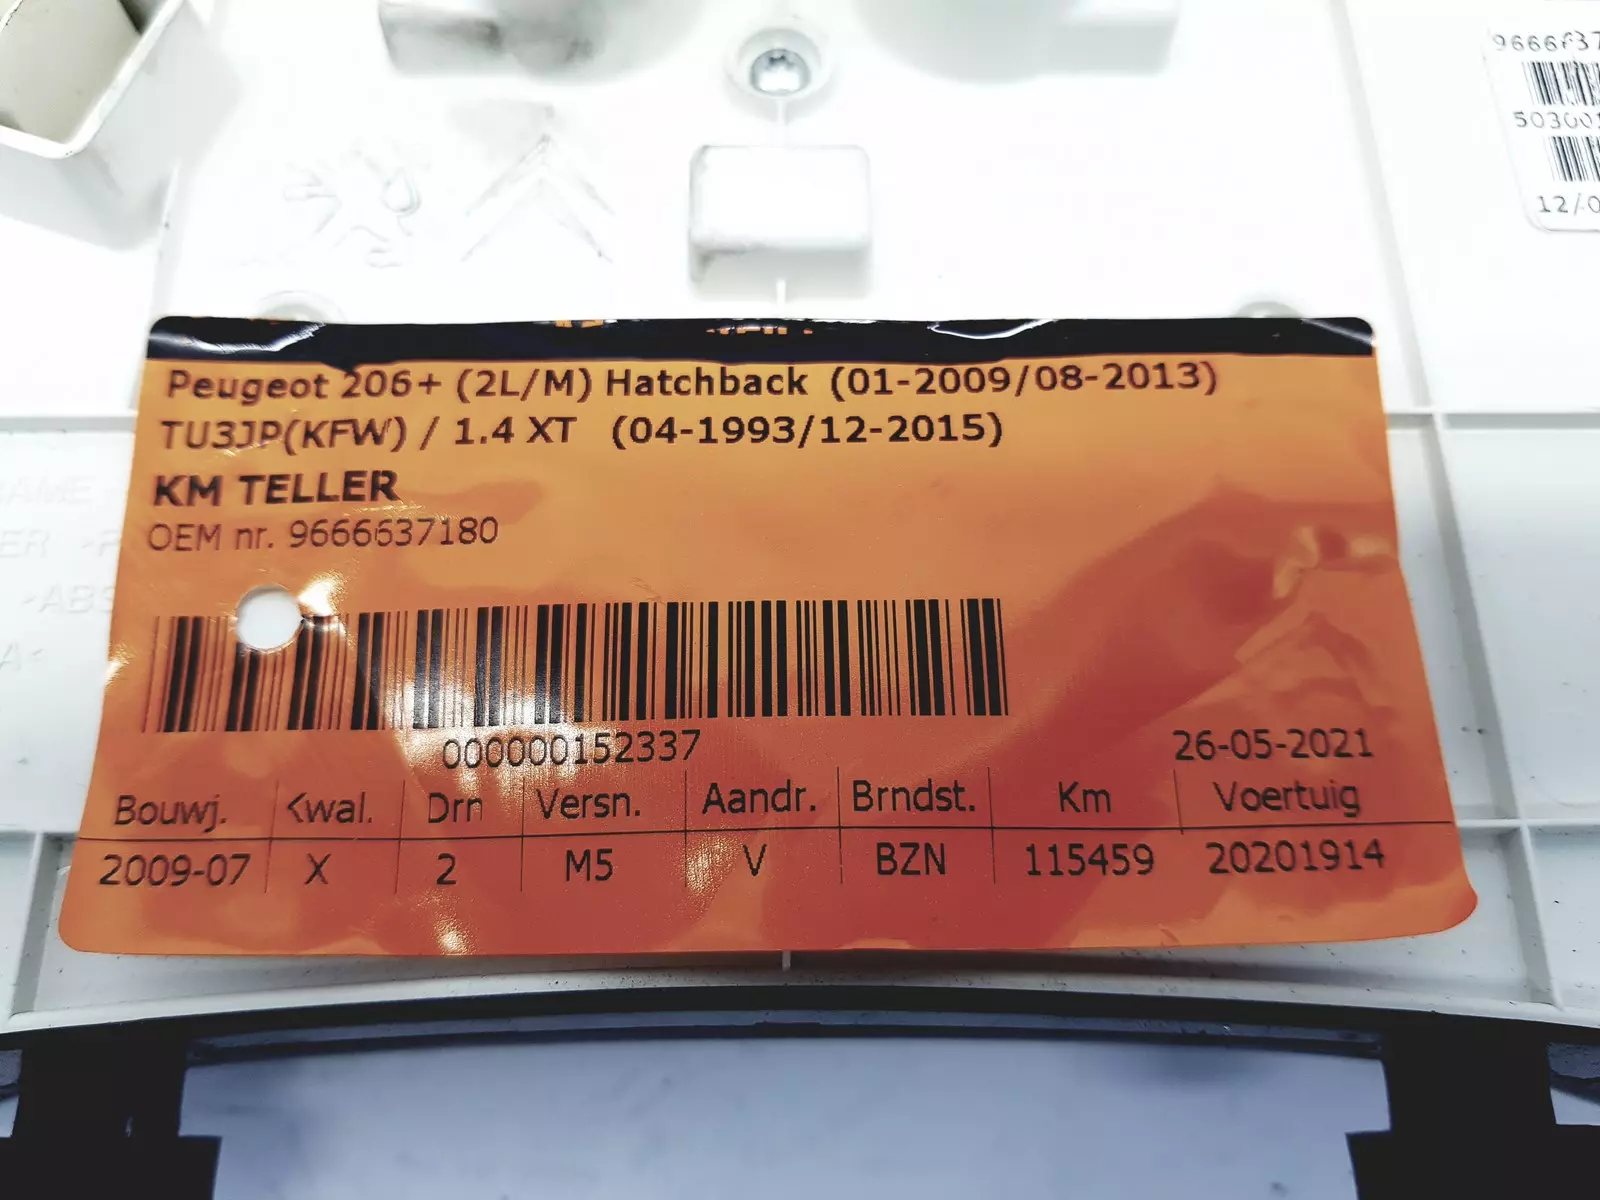 12/0
Peugeot 206+ (2L/M) Hatchback (01-2009/08-2013)
TU3JP(KFW) / 1.4 XT (04-1993/12-2015)
KM TELLER
OEM nr. 9666637180
000000152337
26-05-2021
Bouwj. Kwal. Drn Versn. Aandr. Brndst. Km Voertuig
2009-07 X 2 M5 V BZN 115459 20201914